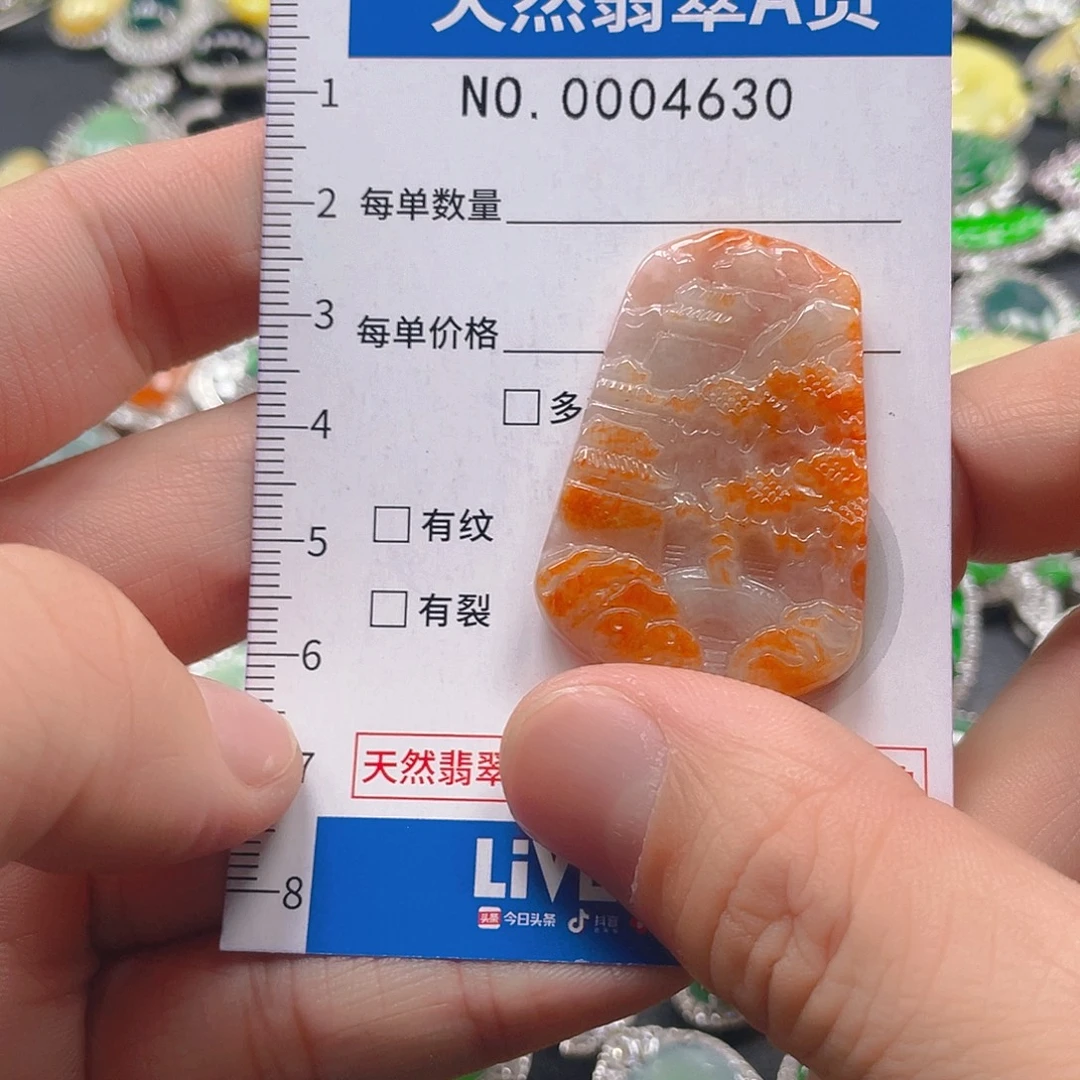 天然翡翠A货
NO. 0004630
1
2
每单数量
3
每单价格
4
多
5
有纹
有裂
6
7
天然翡翠
LiVE
8
头条 今日头条 抖音